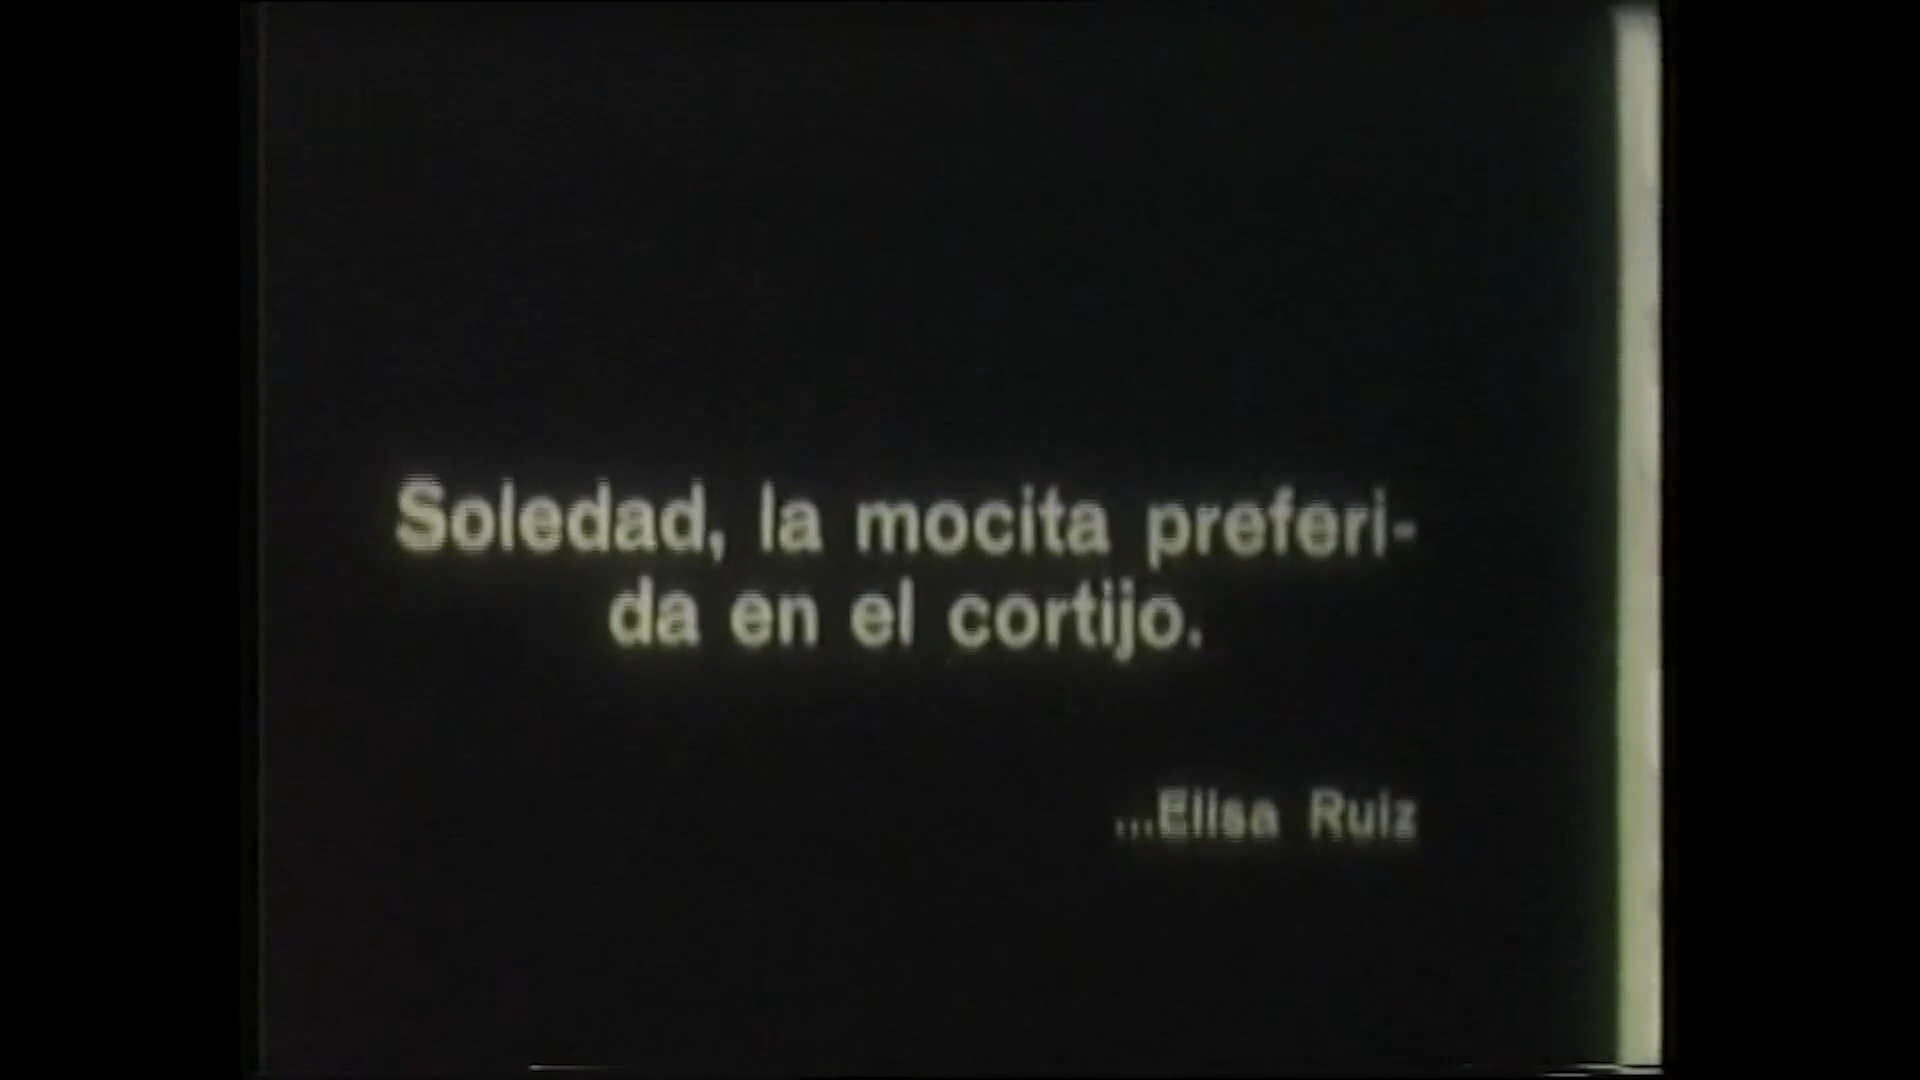 Soledad, la mocita preferi-
da en el cortijo.
...Elisa Ruiz